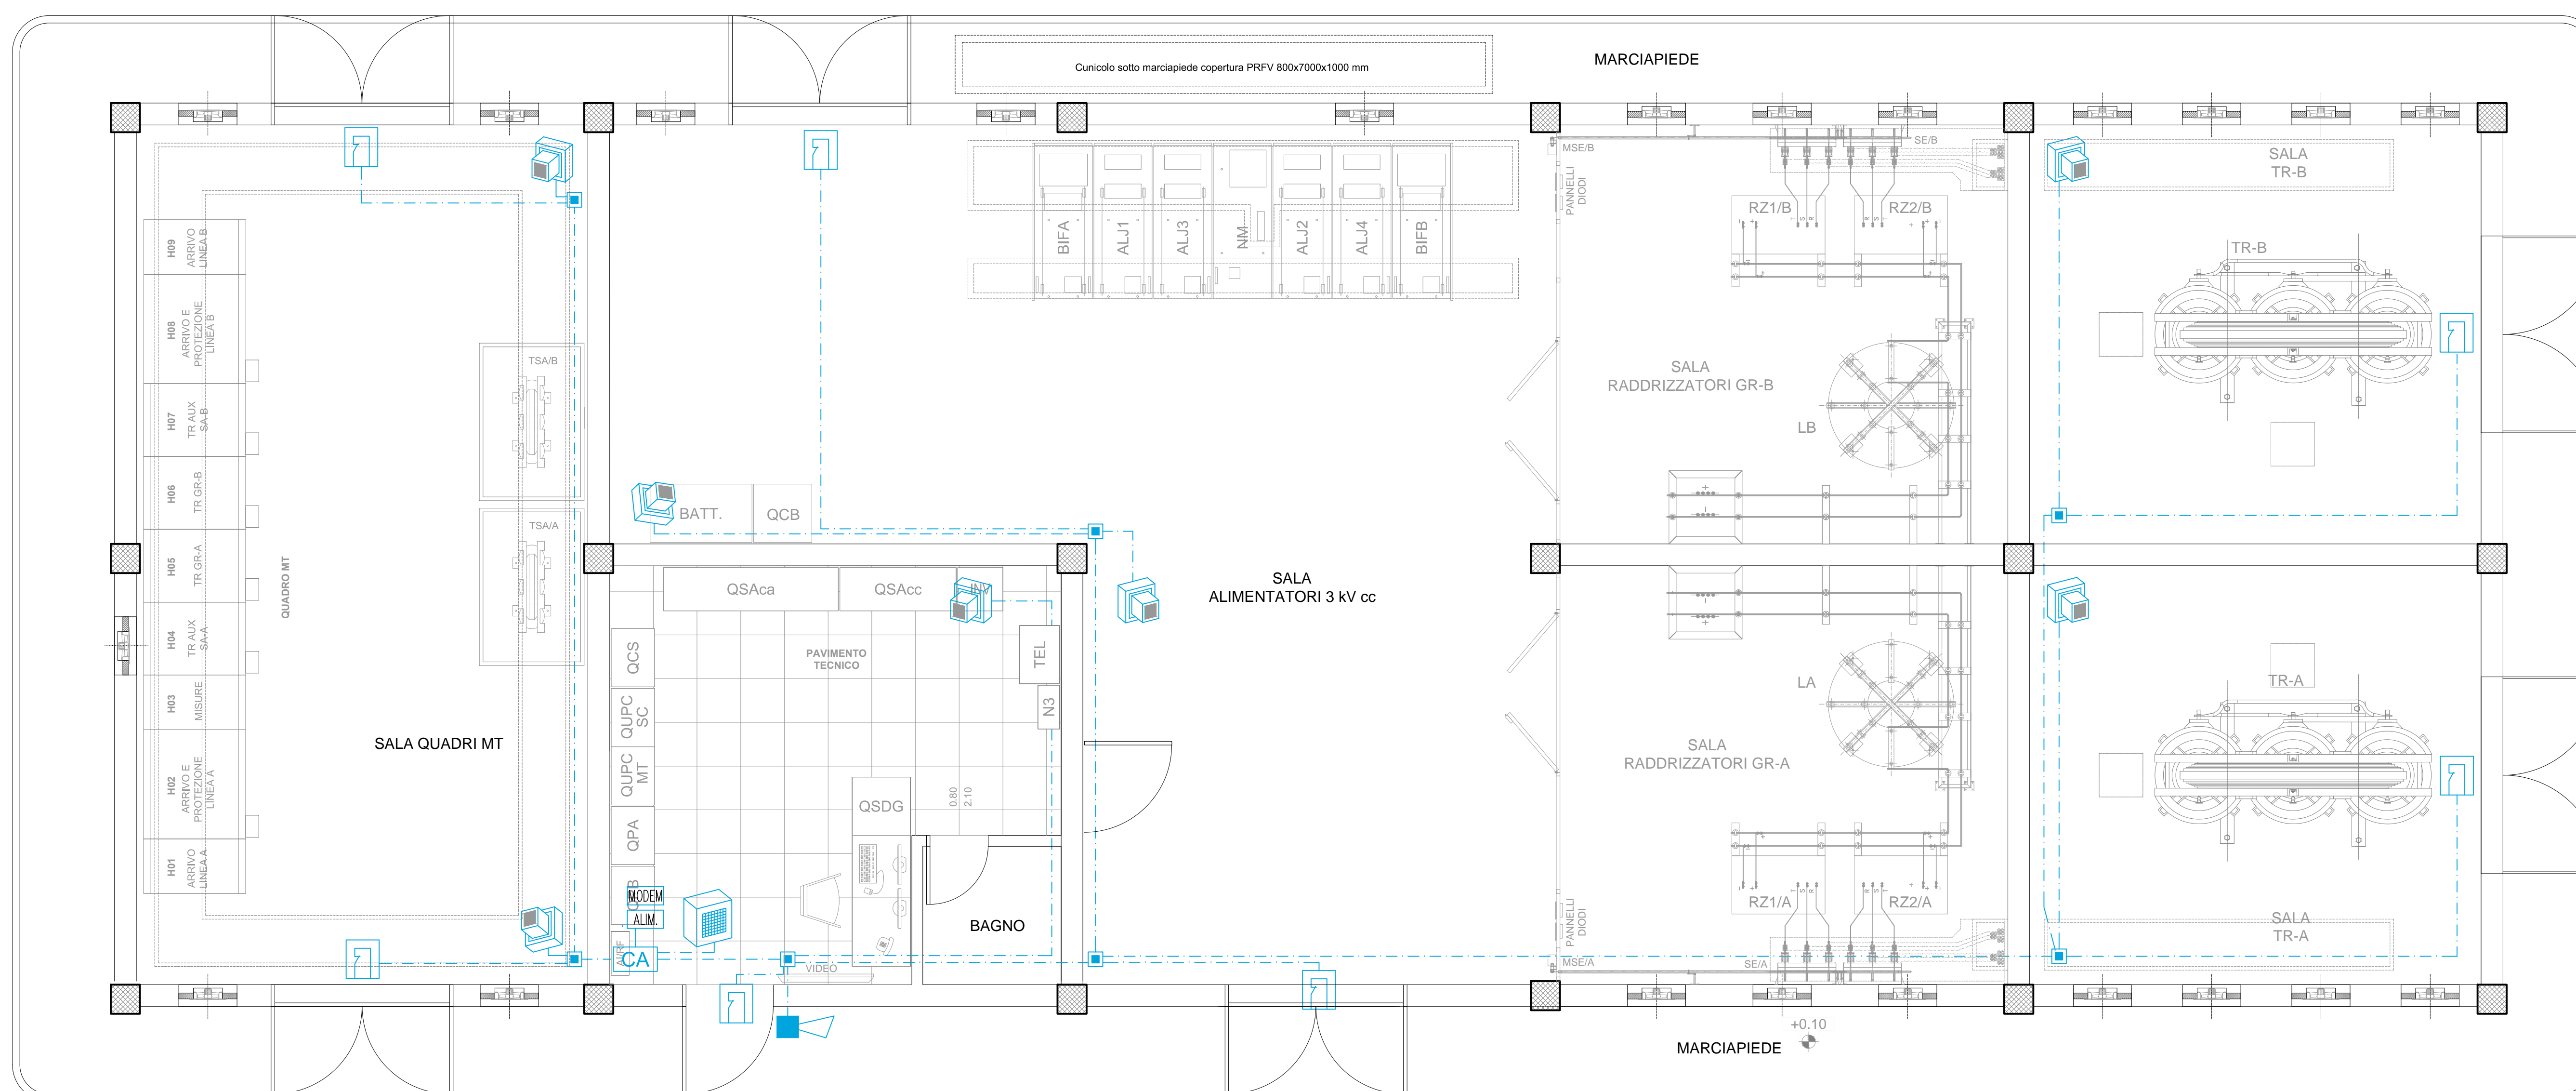 MARCIAPIEDE
Cunicolo sotto marciapiede copertura PRFV 800x7000x1000 mm
H09
ARRIVO
LINEA B
H08
ARRIVO E
PROTEZIONE
LINEA B
H07
TR AUX
SA-B
H06
TR GR-B
H05
TR GR-A
H04
TR AUX
SA-A
H03
MISURE
H02
ARRIVO E
PROTEZIONE
LINEA A
H01
ARRIVO
LINEA A
QUADRO MT
SALA QUADRI MT
TSA/B
TSA/A
BIFA
ALJ1
ALJ3
NM
ALJ2
ALJ4
BIFB
BATT.
QCB
QSAca
QSAcc
INV
PAVIMENTO
TECNICO
TEL
N3
QCS
QUPC
SC
QUPC
MT
QPA
QSDG
0.80
2.10
MODEM
ALIM.
CA
VIDEO
BAGNO
SALA
ALIMENTATORI 3 kV cc
MSE/B
PANNELLI
DIODI
SE/B
RZ1/B
T
S
R
RZ2/B
R
S
T
SALA
RADDRIZZATORI GR-B
LB
LA
SALA
RADDRIZZATORI GR-A
RZ1/A
T
S
R
RZ2/A
R
S
T
PANNELLI
DIODI
MSE/A
SE/A
SALA
TR-B
TR-B
TR-A
SALA
TR-A
+0.10
MARCIAPIEDE